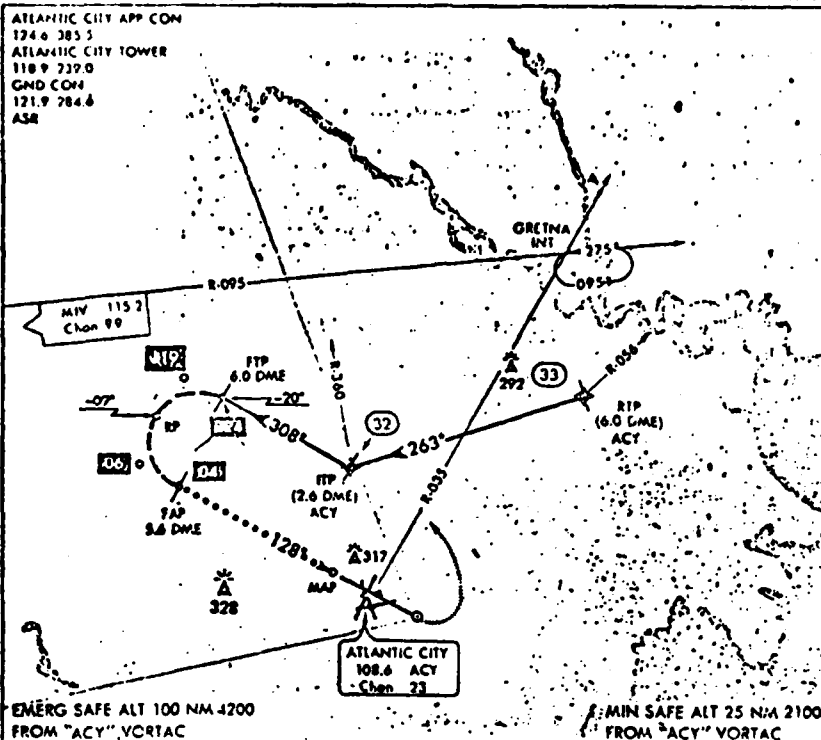 ATLANTIC CITY APP CON
124.6 385.5
ATLANTIC CITY TOWER
118.9 239.0
GND CON
121.9 284.6
ASR
GRETNA
INT
275°
095°
R-095
MIV 115.2
Chan 99
FTP
6.0 DME
R-360
292
33
R-056
-07°
-20°
RP
308°
32
263°
RTP
(6.0 DME)
ACY
ITP
(2.6 DME)
ACY
R-035
FAP
5.6 DME
128°
317
MAP
328
ATLANTIC CITY
108.6 ACY
Chan 23
EMERG SAFE ALT 100 NM 4200
FROM "ACY" VORTAC
MIN SAFE ALT 25 NM 2100
FROM "ACY" VORTAC